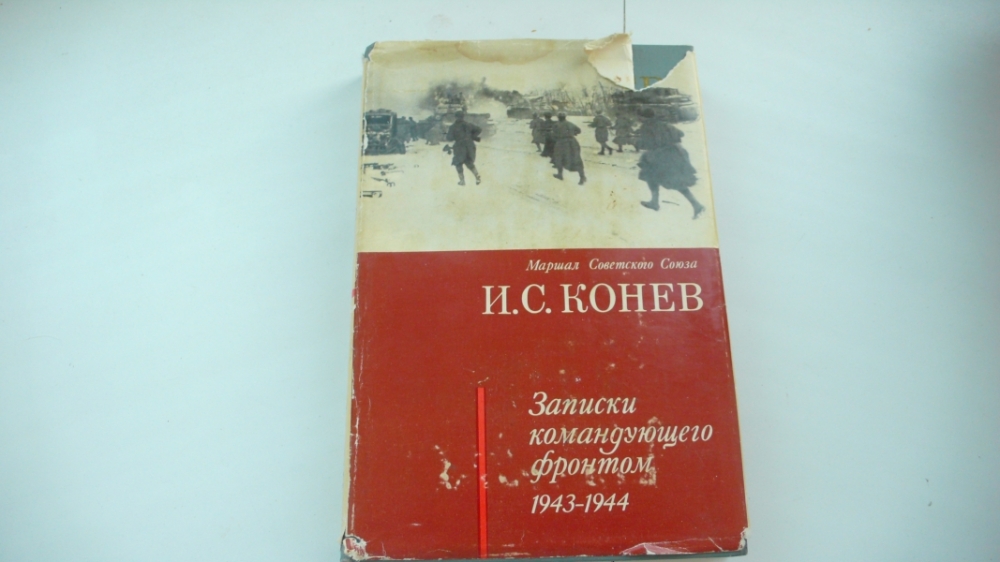 Маршал Советского Союза
И.С. КОНЕВ
Записки
командующего
фронтом
1943-1944